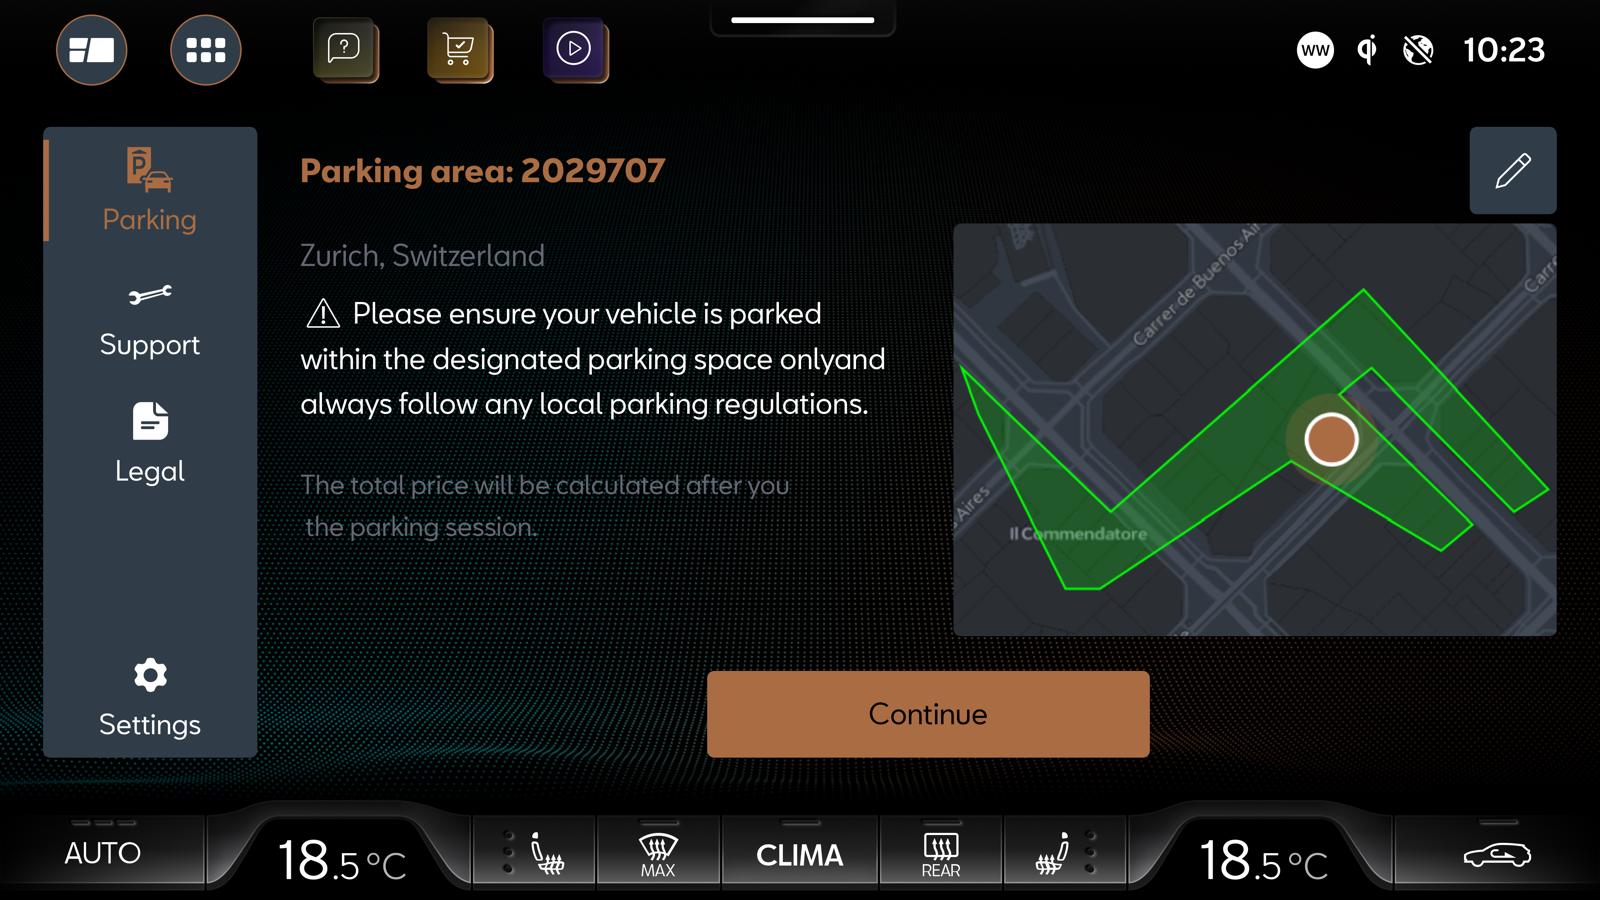 WW
10:23
Parking
Support
Legal
Settings
Parking area: 2029707
Zurich, Switzerland
Please ensure your vehicle is parked
within the designated parking space onlyand
always follow any local parking regulations.
The total price will be calculated after you
the parking session.
Carrer de Buenos Air
Carre
s Aires
Il Commendatore
Continue
AUTO
18.5°C
MAX
CLIMA
REAR
18.5°C